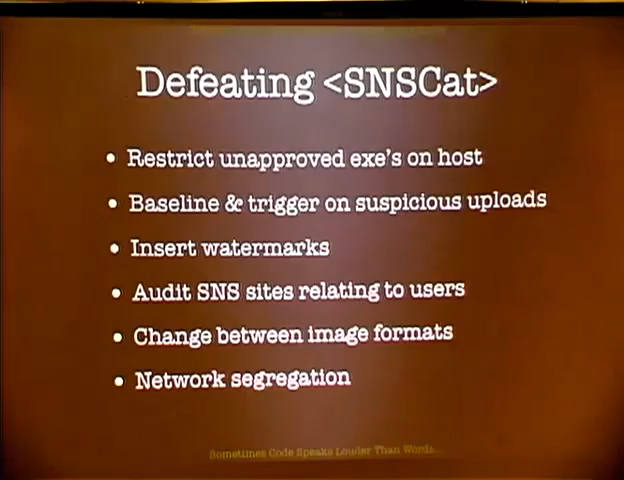 Defeating <SNSCat>
• Restrict unapproved exe's on host
• Baseline & trigger on suspicious uploads
• Insert watermarks
• Audit SNS sites relating to users
• Change between image formats
• Network segregation
Sometimes Code Speaks Louder Than Words...